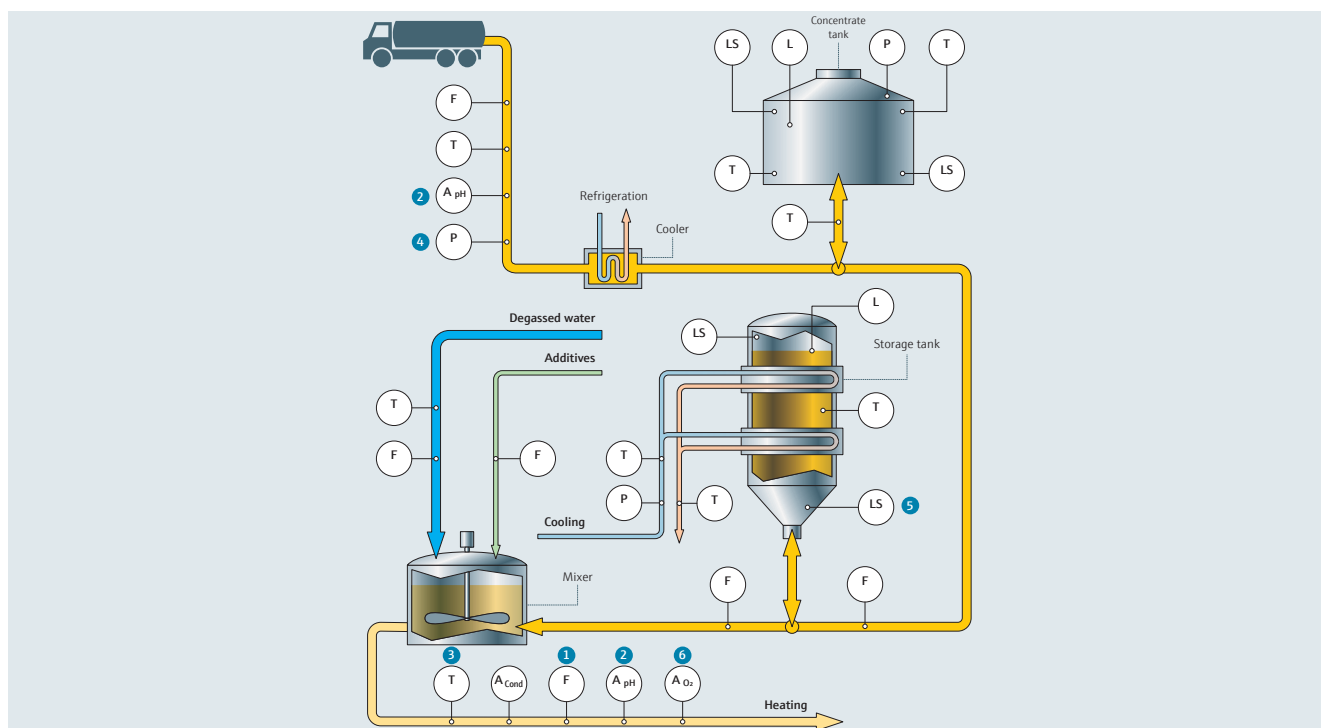 Concentrate
tank
LS
L
P
T
F
T
2
A pH
T
LS
Refrigeration
T
4
P
Cooler
L
Degassed water
LS
Storage tank
Additives
T
T
F
F
T
P
T
LS
5
Cooling
Mixer
F
F
3
1
2
6
T
A Cond
F
A pH
A O₂
Heating